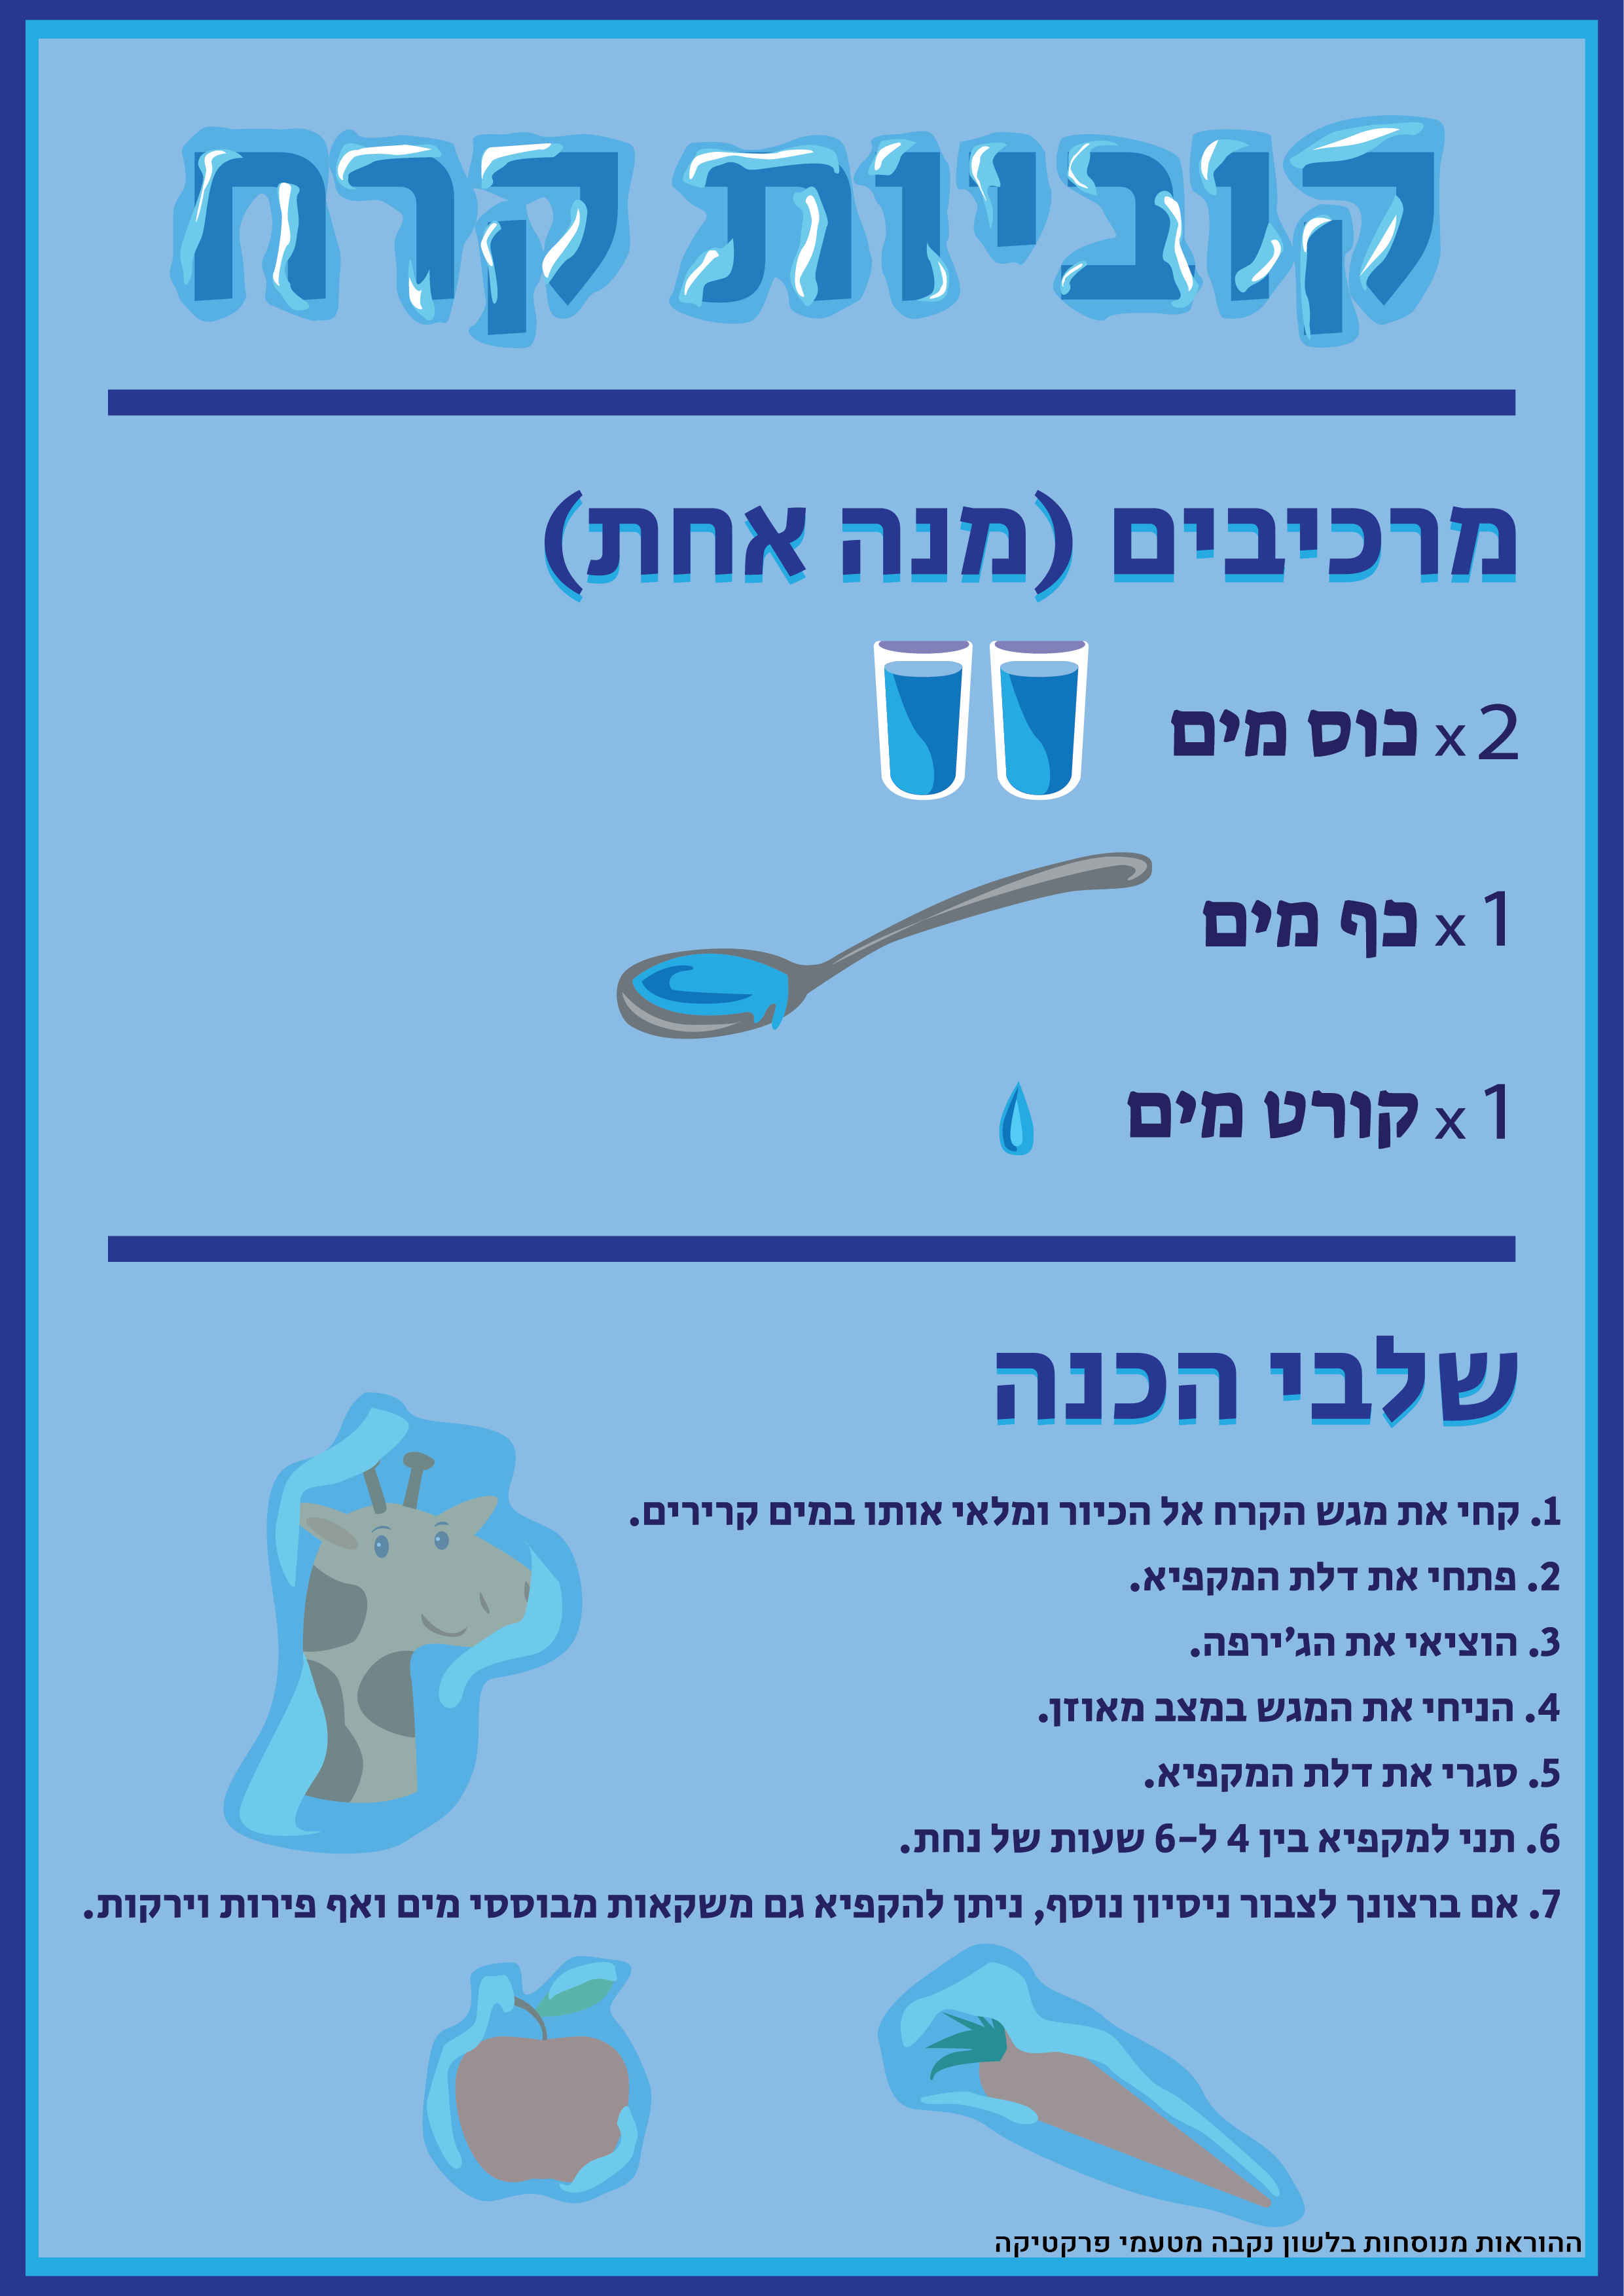 קוביות קרח
מרכיבים (מנה אחת)
2 x כוס מים
1 x כף מים
1 x קורט מים
שלבי הכנה
1. קחי את מגש הקרח אל הכיור ומלאי אותו במים קרירים.
2. פתחי את דלת המקפיא.
3. הוציאי את הג'ירפה.
4. הניחי את המגש במצב מאוזן.
5. סגרי את דלת המקפיא.
6. תני למקפיא בין 4 ל-6 שעות של נחת.
7. אם ברצונך לצבור ניסיון נוסף, ניתן להקפיא גם משקאות מבוססי מים ואף פירות וירקות.
ההוראות מנוסחות בלשון נקבה מטעמי פרקטיקה